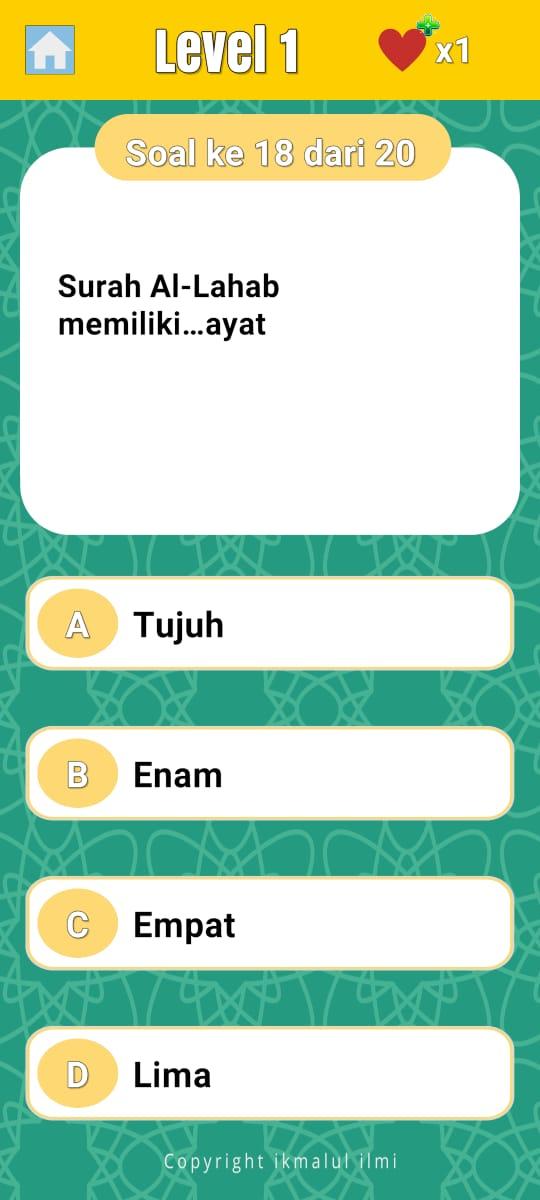 Level 1
x1
Soal ke 18 dari 20
Surah Al-Lahab
memiliki...ayat
A Tujuh
B Enam
C Empat
D Lima
Copyright ikmalul ilmi